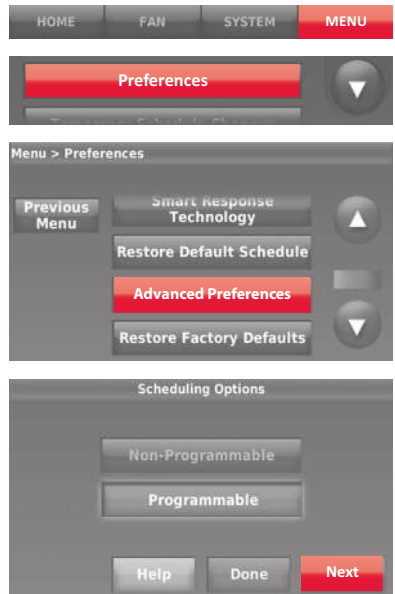 HOME FAN SYSTEM MENU
Preferences
Menu > Preferences
Previous
Menu
Smart Response
Technology
Restore Default Schedule
Advanced Preferences
Restore Factory Defaults
Scheduling Options
Non-Programmable
Programmable
Help Done Next